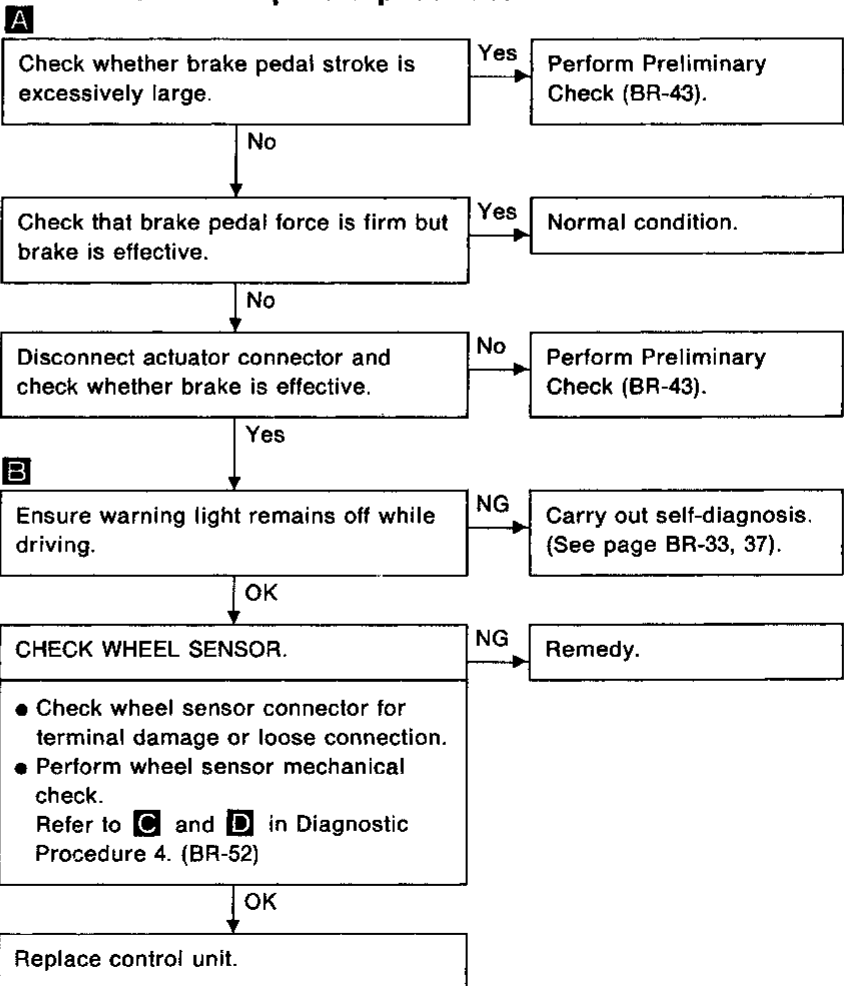 A
Check whether brake pedal stroke is
excessively large.
Yes
Perform Preliminary
Check (BR-43).
No
Check that brake pedal force is firm but
brake is effective.
Yes
Normal condition.
No
Disconnect actuator connector and
check whether brake is effective.
No
Perform Preliminary
Check (BR-43).
Yes
B
Ensure warning light remains off while
driving.
NG
Carry out self-diagnosis.
(See page BR-33, 37).
OK
CHECK WHEEL SENSOR.
NG
Remedy.
● Check wheel sensor connector for
terminal damage or loose connection.
● Perform wheel sensor mechanical
check.
Refer to C and D in Diagnostic
Procedure 4. (BR-52)
OK
Replace control unit.